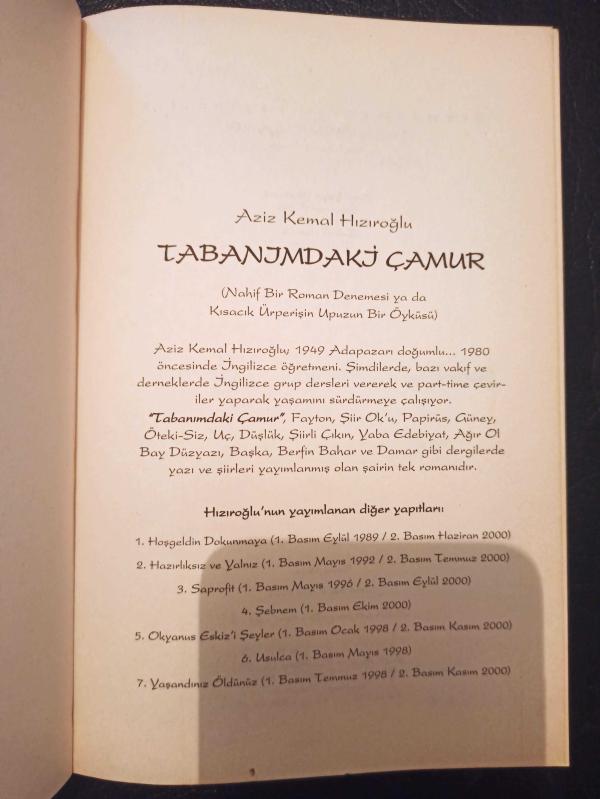 Aziz Kemal Hızıroğlu
TABANIMDAKİ ÇAMUR
(Nahif Bir Roman Denemesi ya da
Kısacık Ürperişin Upuzun Bir Öyküsü)
Aziz Kemal Hızıroğlu; 1949 Adapazarı doğumlu... 1980
öncesinde İngilizce öğretmeni. Şimdilerde, bazı vakıf ve
derneklerde İngilizce grup dersleri vererek ve part-time çevir-
iler yaparak yaşamını sürdürmeye çalışıyor.
"Tabanımdaki Çamur", Fayton, Şiir Ok'u, Papirüs, Güney,
Öteki-Siz, Uç, Düşlük, Şiirli Çıkın, Yaba Edebiyat, Ağır Ol
Bay Düzyazı, Başka, Berfin Bahar ve Damar gibi dergilerde
yazı ve şiirleri yayımlanmış olan şairin tek romanıdır.
Hızıroğlu'nun yayımlanan diğer yapıtları:
1. Hoşgeldin Dokunmaya (1. Basım Eylül 1989 / 2. Basım Haziran 2000)
2. Hazırlıksız ve Yalnız (1. Basım Mayıs 1992 / 2. Basım Temmuz 2000)
3. Saprofit (1. Basım Mayıs 1996 / 2. Basım Eylül 2000)
4. Şebnem (1. Basım Ekim 2000)
5. Okyanus Eskiz'i Şeyler (1. Basım Ocak 1998 / 2. Basım Kasım 2000)
6. Usulca (1. Basım Mayıs 1998)
7. Yaşandınız Öldünüz (1. Basım Temmuz 1998 / 2. Basım Kasım 2000)